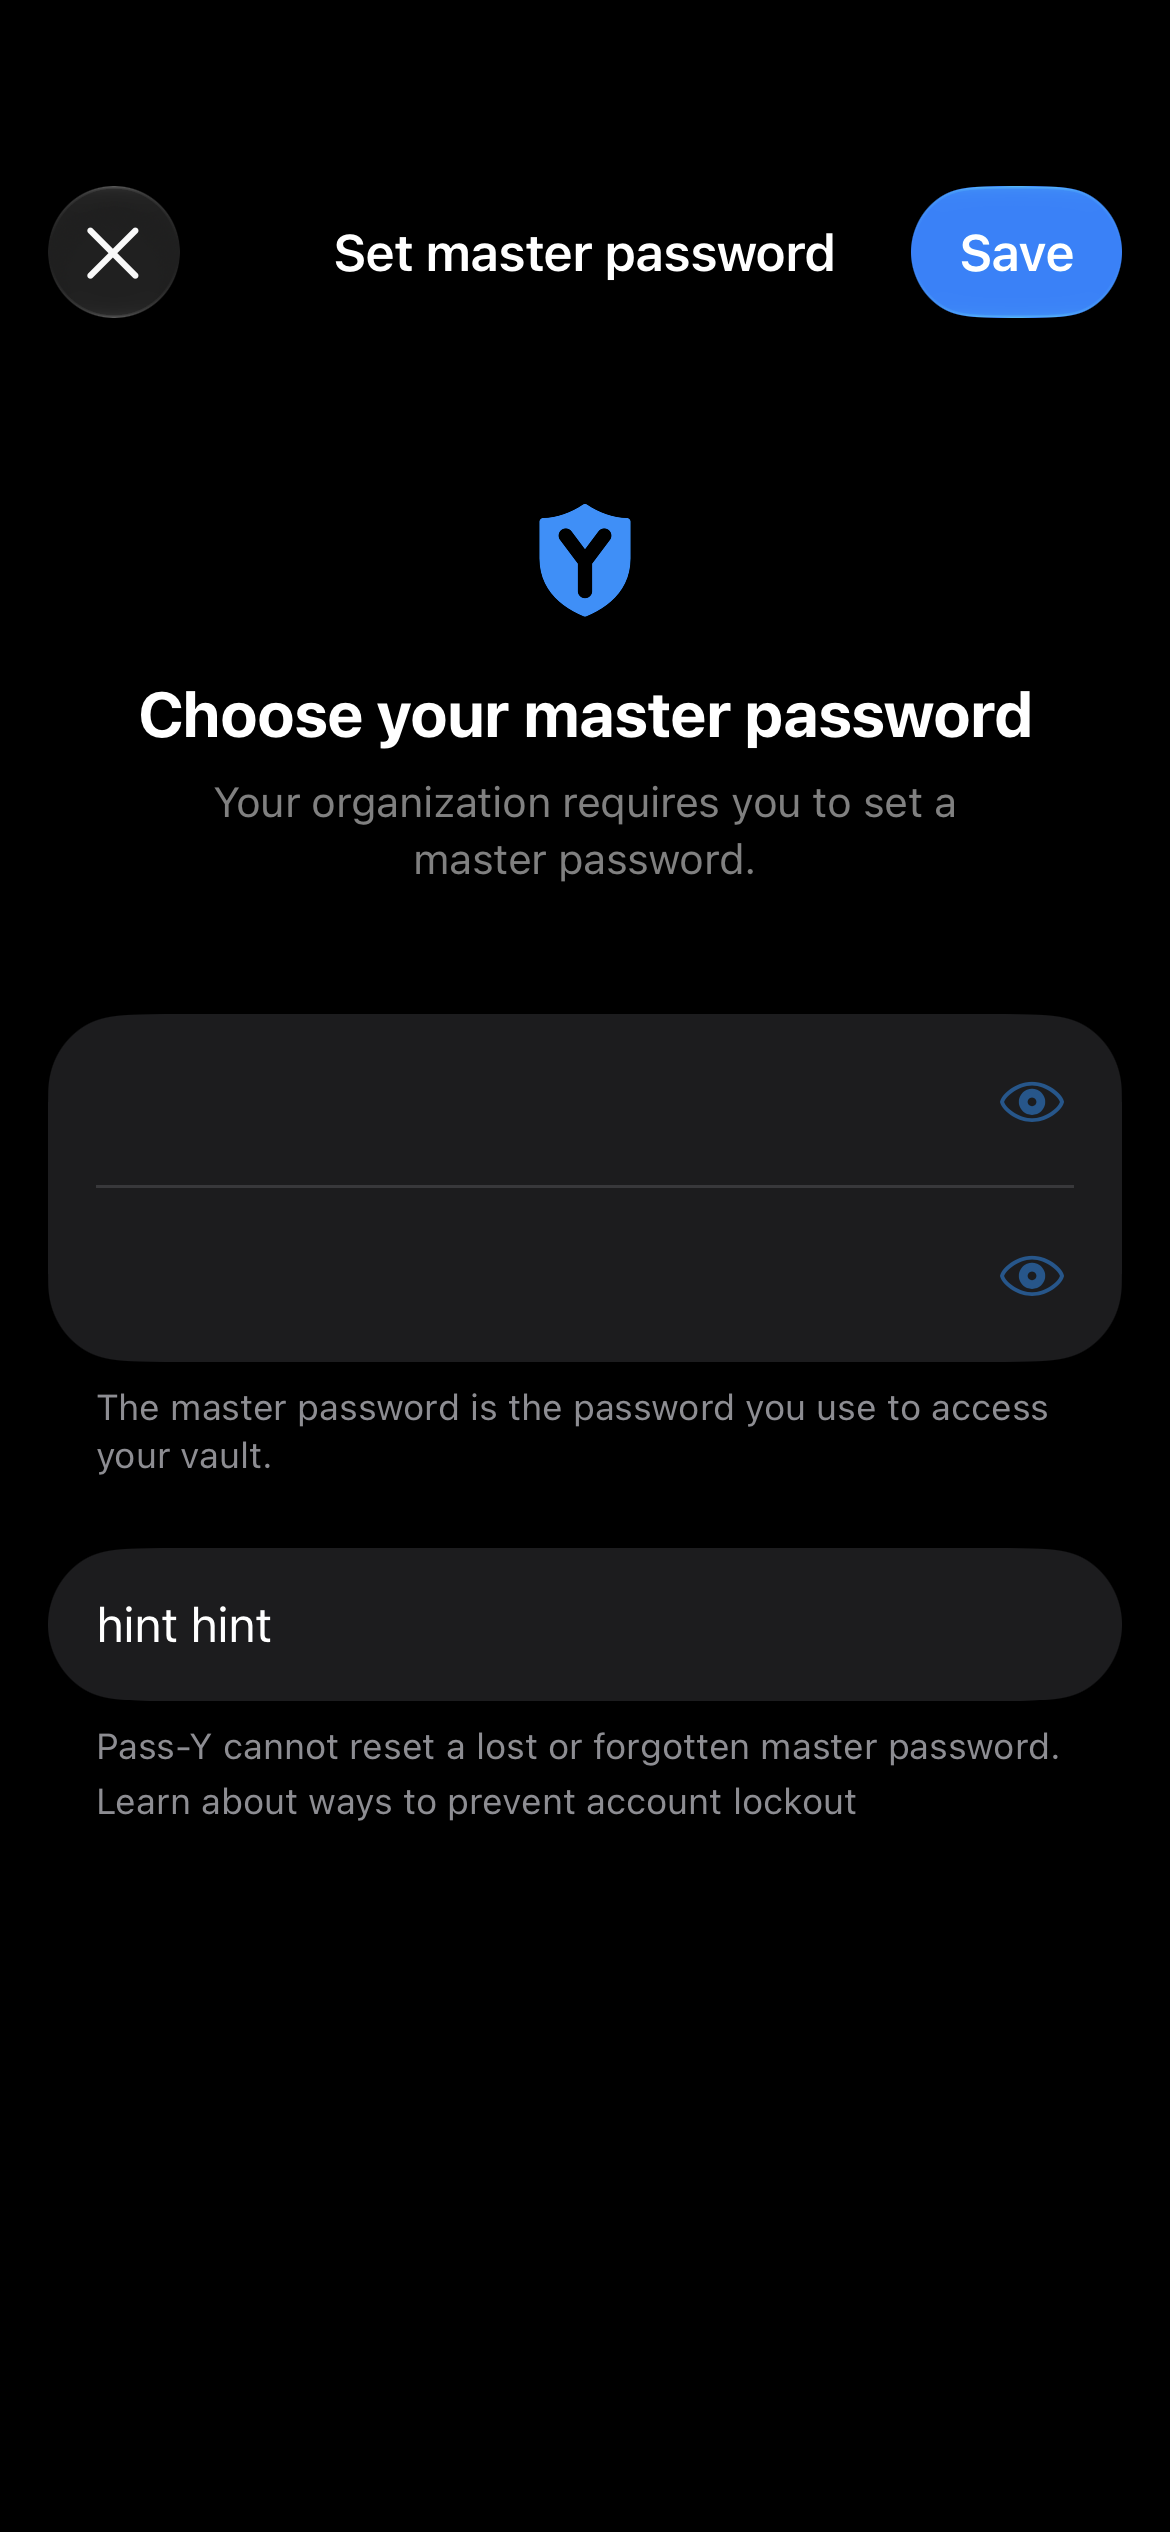 Set master password
Save
Y
Choose your master password
Your organization requires you to set a
master password.
The master password is the password you use to access
your vault.
hint hint
Pass-Y cannot reset a lost or forgotten master password.
Learn about ways to prevent account lockout